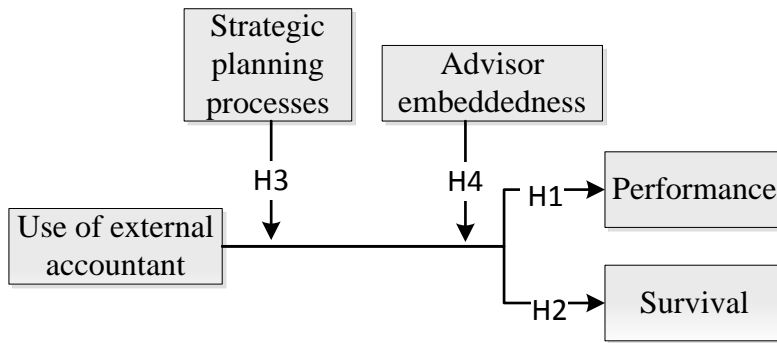 Strategic
planning
processes
Advisor
embeddedness
H3
H4
H1
Performance
Use of external
accountant
H2
Survival